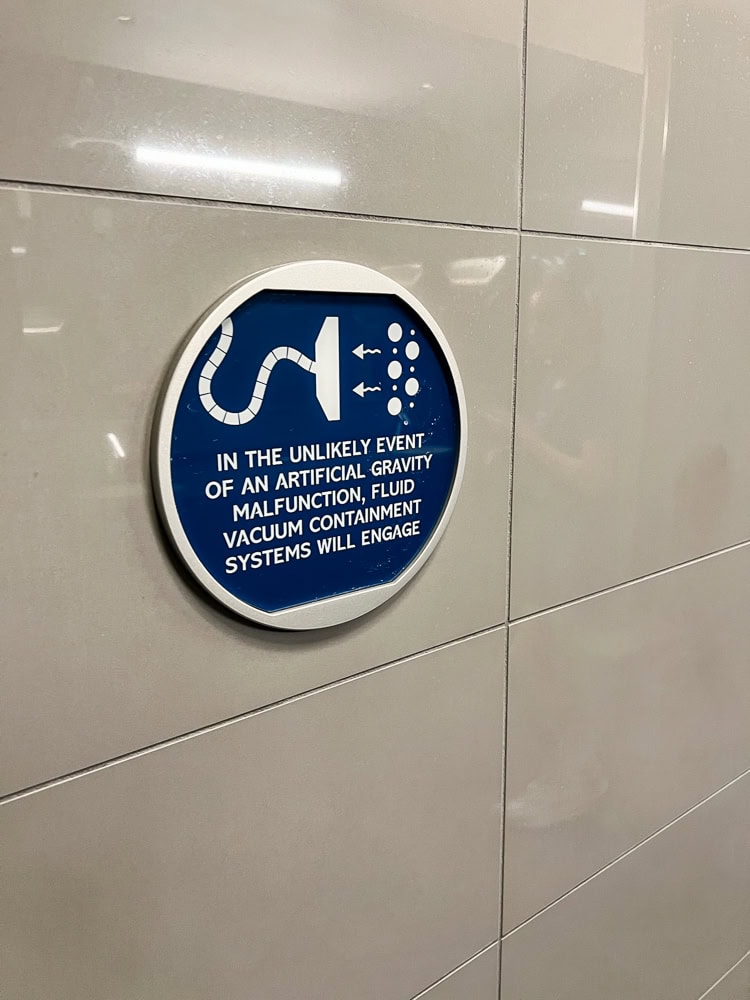 IN THE UNLIKELY EVENT
OF AN ARTIFICIAL GRAVITY
MALFUNCTION, FLUID
VACUUM CONTAINMENT
SYSTEMS WILL ENGAGE